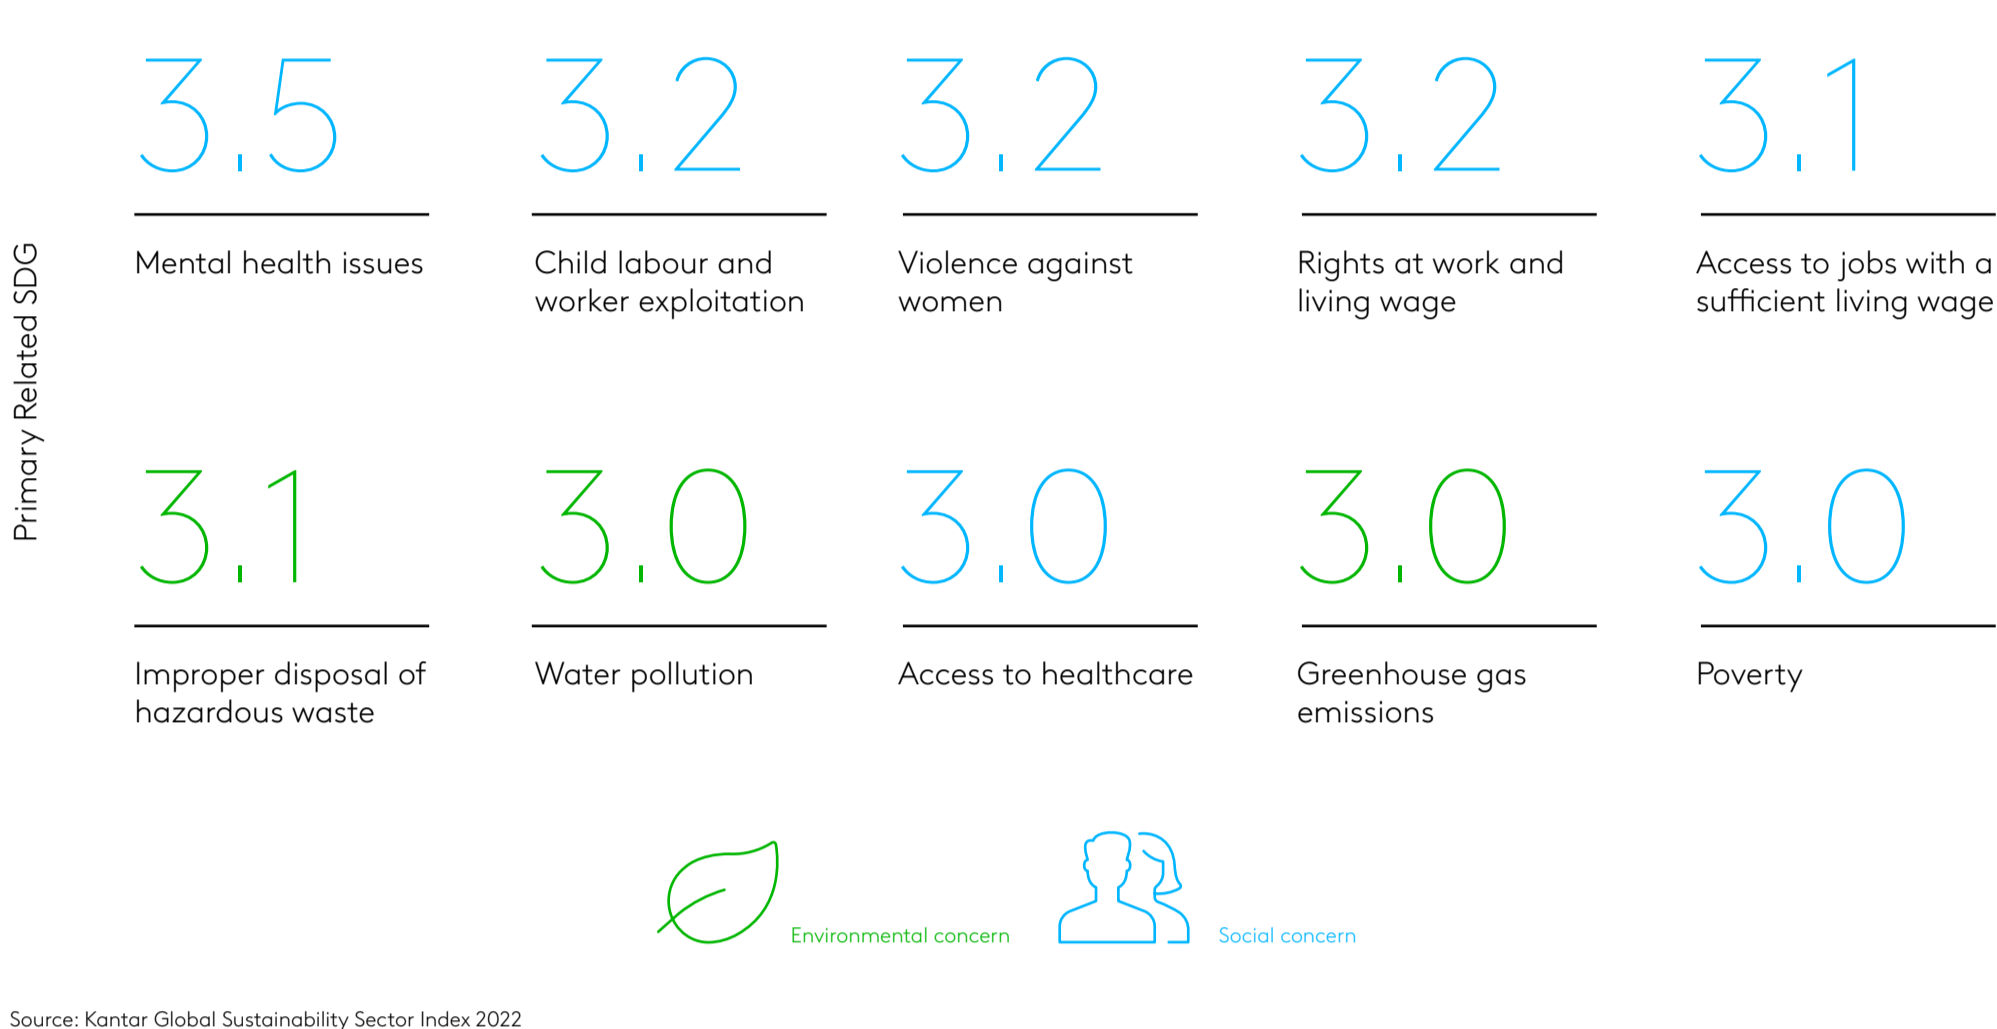 Primary Related SDG
3.5
Mental health issues
3.2
Child labour and
worker exploitation
3.2
Violence against
women
3.2
Rights at work and
living wage
3.1
Access to jobs with a
sufficient living wage
3.1
Improper disposal of
hazardous waste
3.0
Water pollution
3.0
Access to healthcare
3.0
Greenhouse gas
emissions
3.0
Poverty
Environmental concern
Social concern
Source: Kantar Global Sustainability Sector Index 2022